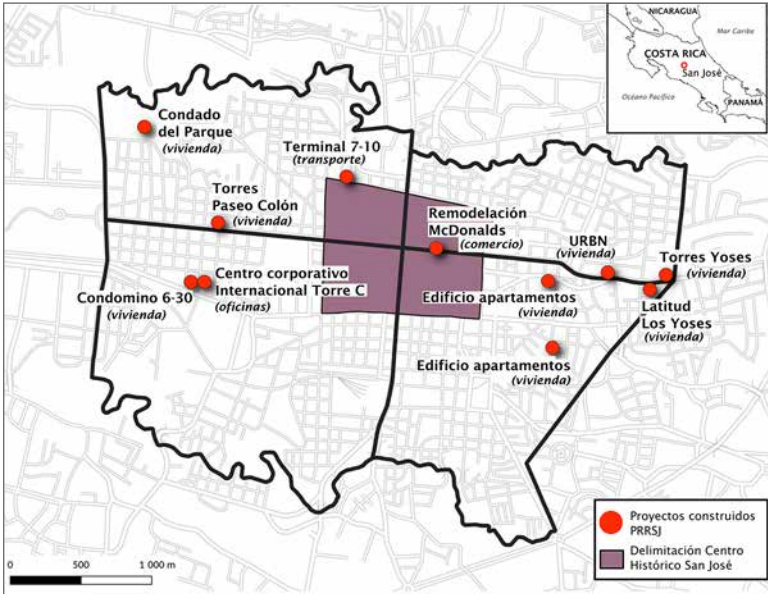 NICARAGUA
Mar Caribe
COSTA RICA
San José
Océano Pacífico
PANAMÁ
Condado
del Parque
(vivienda)
Terminal 7-10
(transporte)
Torres
Paseo Colón
(vivienda)
Remodelación
McDonalds
(comercio)
URBN
(vivienda)
Torres Yoses
(vivienda)
Condomino 6-30
(vivienda)
Centro corporativo
Internacional Torre C
(oficinas)
Edificio apartamentos
(vivienda)
Latitud
Los Yoses
(vivienda)
Edificio apartamentos
(vivienda)
Proyectos construidos
PRRSJ
Delimitación Centro
Histórico San José
0 500 1 000 m